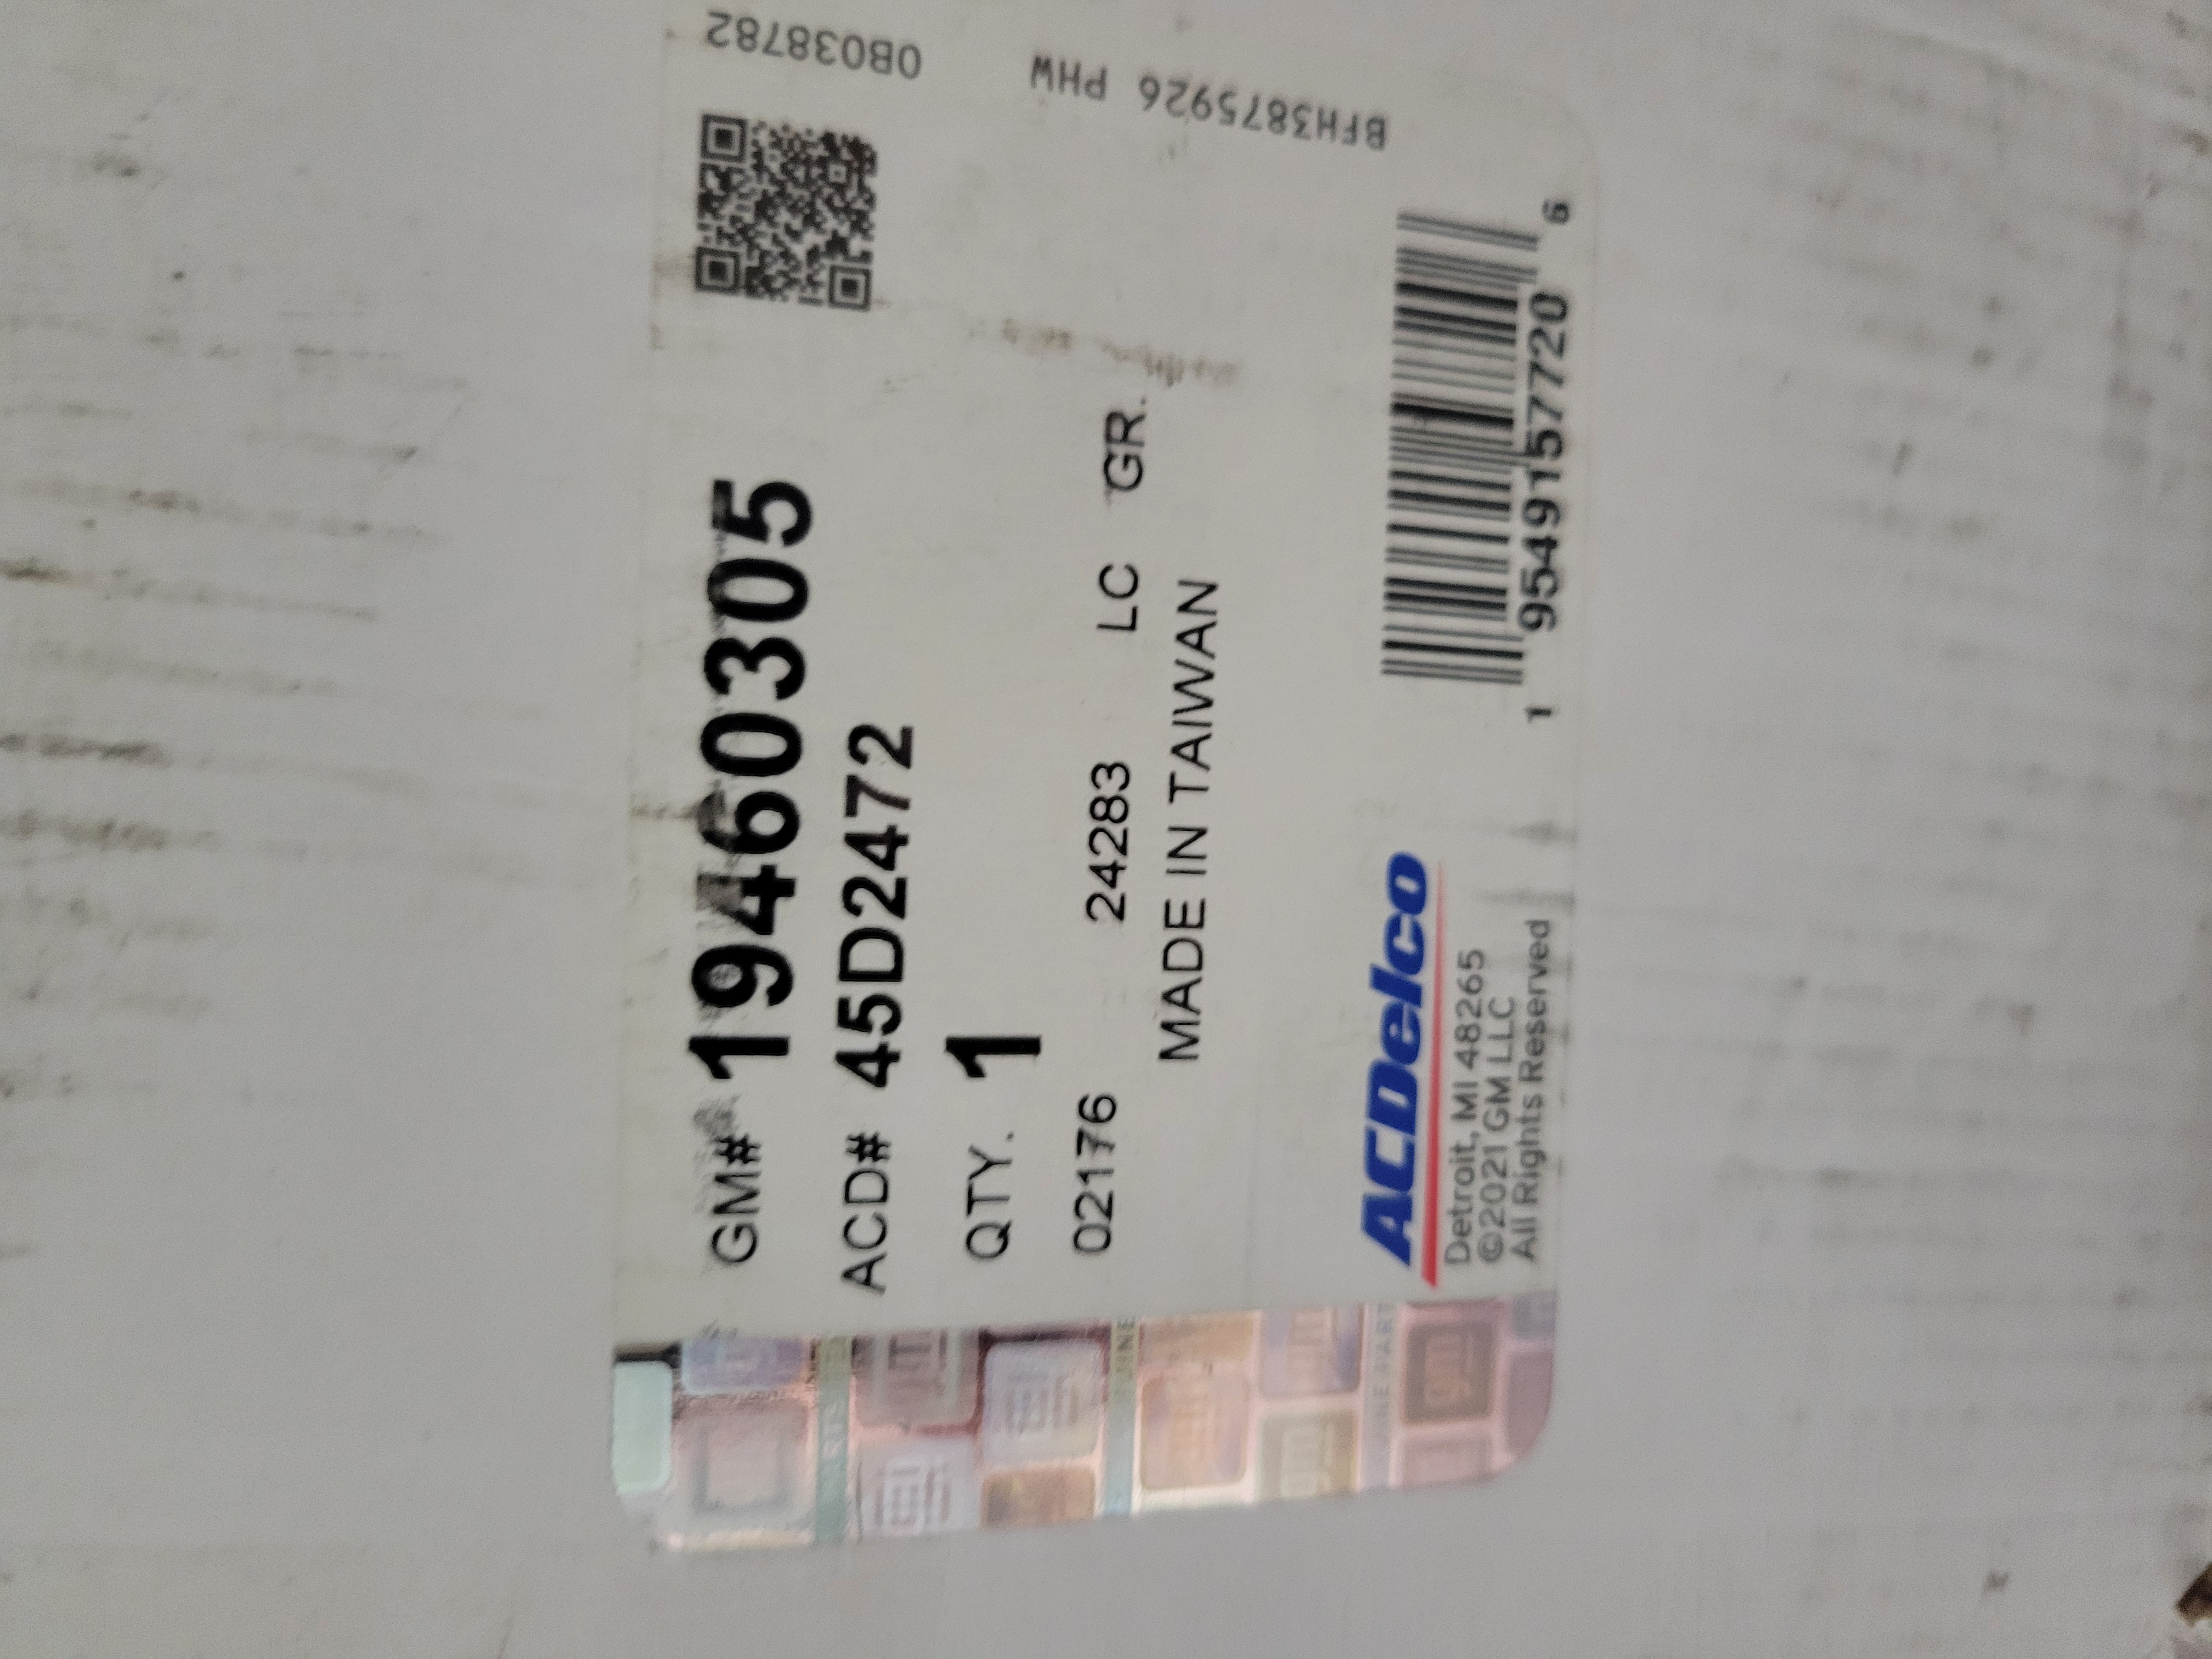 GM# 19460305
ACD# 45D2472
QTY. 1
02176 24283 LC GR.
MADE IN TAIWAN
ACDelco
Detroit, MI 48265
©2021 GM LLC
All Rights Reserved
1 95491 57720 6
BFH3875926 PHW 0B038782